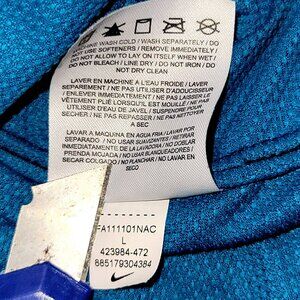 MACHINE WASH COLD / WASH SEPARATELY / DO
NOT USE SOFTENERS / REMOVE IMMEDIATELY /
DO NOT ALLOW TO LAY ON ITSELF WHEN WET /
DO NOT BLEACH / LINE DRY / DO NOT IRON / DO
NOT DRY CLEAN
LAVER EN MACHINE À L'EAU FROIDE / LAVER
SÉPARÉMENT / NE PAS UTILISER D'ADOUCISSANT
/ ENLEVER IMMÉDIATEMENT / NE PAS LAISSER LE
VÊTEMENT PLIÉ LORSQU'IL EST MOUILLÉ / NE PAS
UTILISER / SUSPENDRE POUR
SÉCHER / NE PAS REPASSER / NE PAS NETTOYER
À SEC
LAVAR A MAQUINA EN AGUA FRIA / LAVAR POR
SEPARADO / NO USAR SUAVIZANTES / RETIRAR
INMEDIATAMENTE DE LA LAVADORA / NO DEJAR LA
PRENDA MOJADA / NO USAR BLANQUEADORES /
SECAR COLGADO / NO PLANCHAR / NO LAVAR EN
SECO
FA111101NAC
L
423984-472
885179304384